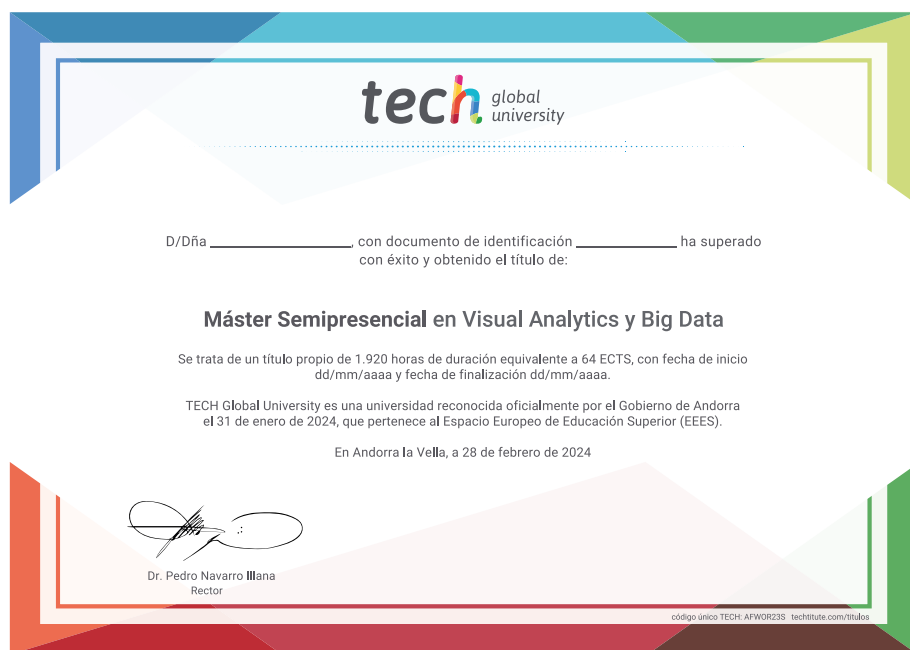 tech global
university
D/Dña ______________, con documento de identificación __________ ha superado
con éxito y obtenido el título de:
Máster Semipresencial en Visual Analytics y Big Data
Se trata de un título propio de 1.920 horas de duración equivalente a 64 ECTS, con fecha de inicio
dd/mm/aaaa y fecha de finalización dd/mm/aaaa.
TECH Global University es una universidad reconocida oficialmente por el Gobierno de Andorra
el 31 de enero de 2024, que pertenece al Espacio Europeo de Educación Superior (EEES).
En Andorra la Vella, a 28 de febrero de 2024
Dr. Pedro Navarro Illana
Rector
código único TECH: AFWOR23S techtitute.com/titulos